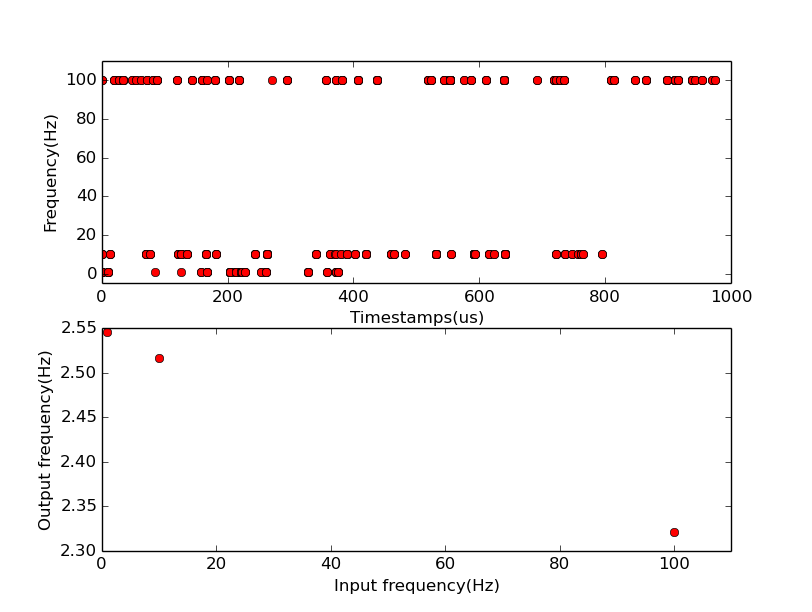 100
80
60
40
20
0
Frequency(Hz)
0 200 400 600 800 1000
Timestamps(us)
2.55
2.50
2.45
2.40
2.35
2.30
Output frequency(Hz)
0 20 40 60 80 100
Input frequency(Hz)